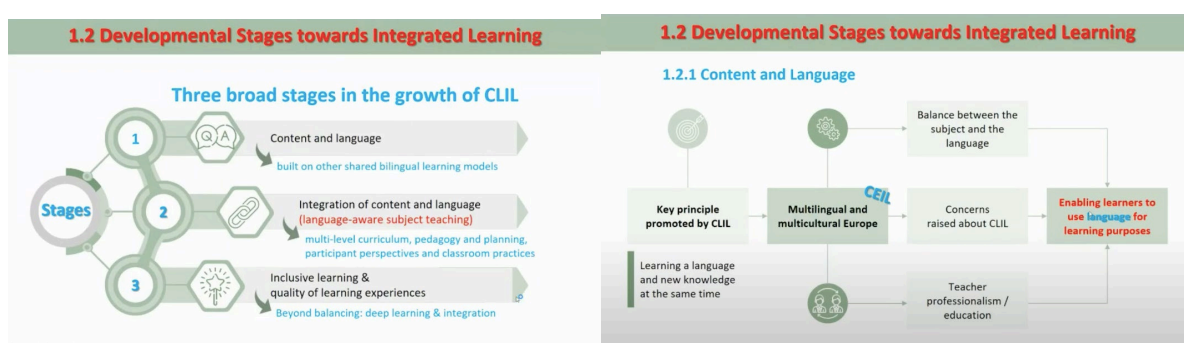 1.2 Developmental Stages towards Integrated Learning
Three broad stages in the growth of CLIL
Stages
1
Q A
Content and language
built on other shared bilingual learning models
2
Integration of content and language
(language-aware subject teaching)
multi-level curriculum, pedagogy and planning,
participant perspectives and classroom practices
3
Inclusive learning &
quality of learning experiences
Beyond balancing: deep learning & integration
1.2 Developmental Stages towards Integrated Learning
1.2.1 Content and Language
Balance between the
subject and the
language
Key principle
promoted by CLIL
CEIL
Multilingual and
multicultural Europe
Concerns
raised about CLIL
Enabling learners to
use language for
learning purposes
Learning a language
and new knowledge
at the same time
Teacher
professionalism /
education